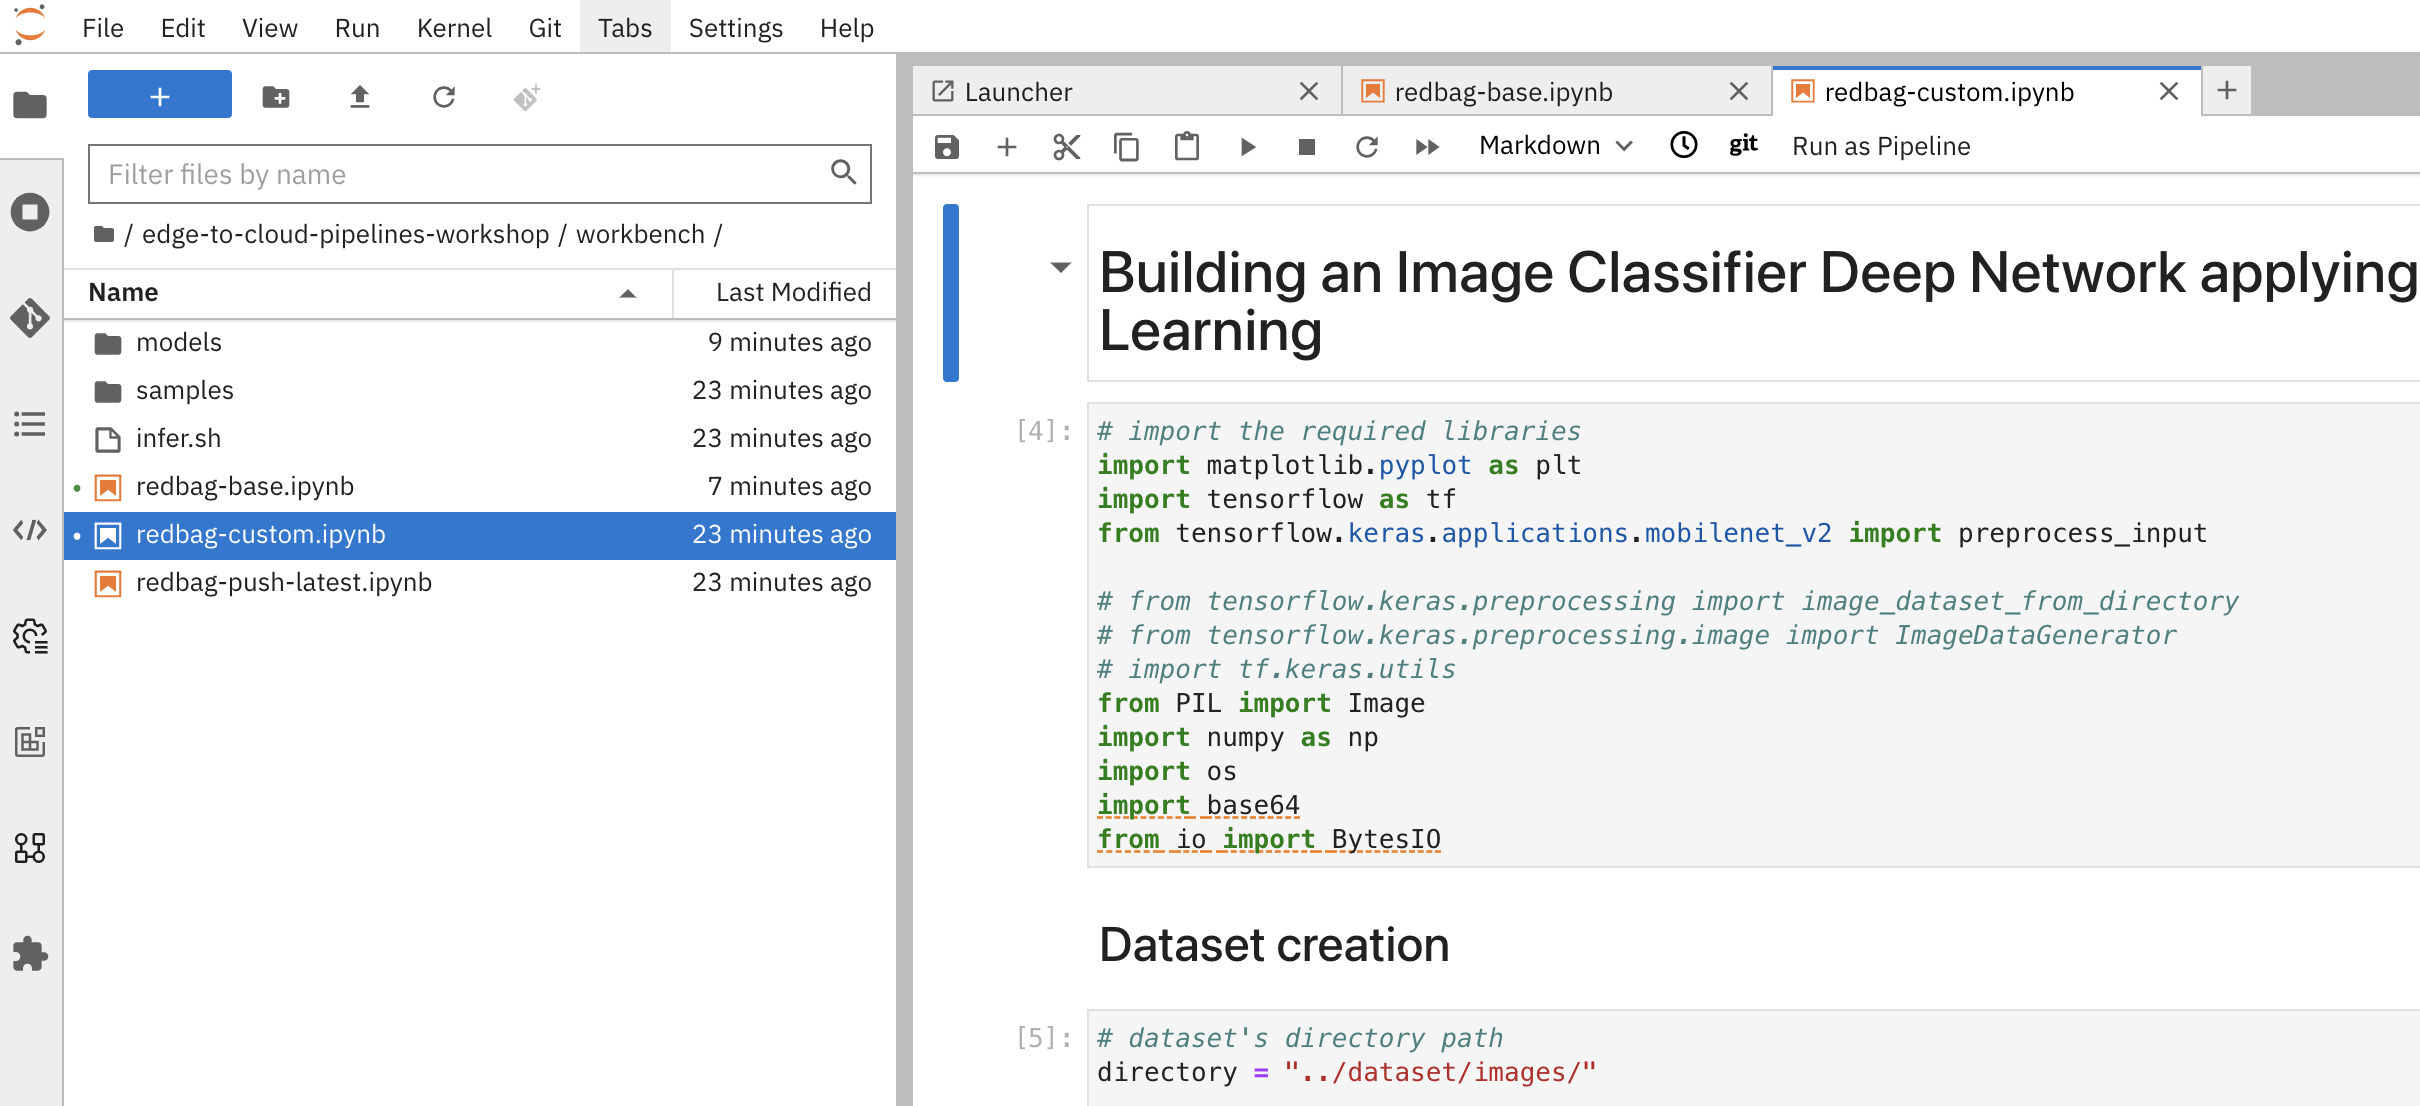 File Edit View Run Kernel Git Tabs Settings Help
Filter files by name
/ edge-to-cloud-pipelines-workshop / workbench /
Name Last Modified
models 9 minutes ago
samples 23 minutes ago
infer.sh 23 minutes ago
redbag-base.ipynb 7 minutes ago
redbag-custom.ipynb 23 minutes ago
redbag-push-latest.ipynb 23 minutes ago
Launcher redbag-base.ipynb redbag-custom.ipynb
Markdown git Run as Pipeline
Building an Image Classifier Deep Network applying
Learning
[4]: # import the required libraries
import matplotlib.pyplot as plt
import tensorflow as tf
from tensorflow.keras.applications.mobilenet_v2 import preprocess_input
# from tensorflow.keras.preprocessing import image_dataset_from_directory
# from tensorflow.keras.preprocessing.image import ImageDataGenerator
# import tf.keras.utils
from PIL import Image
import numpy as np
import os
import base64
from io import BytesIO
Dataset creation
[5]: # dataset's directory path
directory = "../dataset/images/"